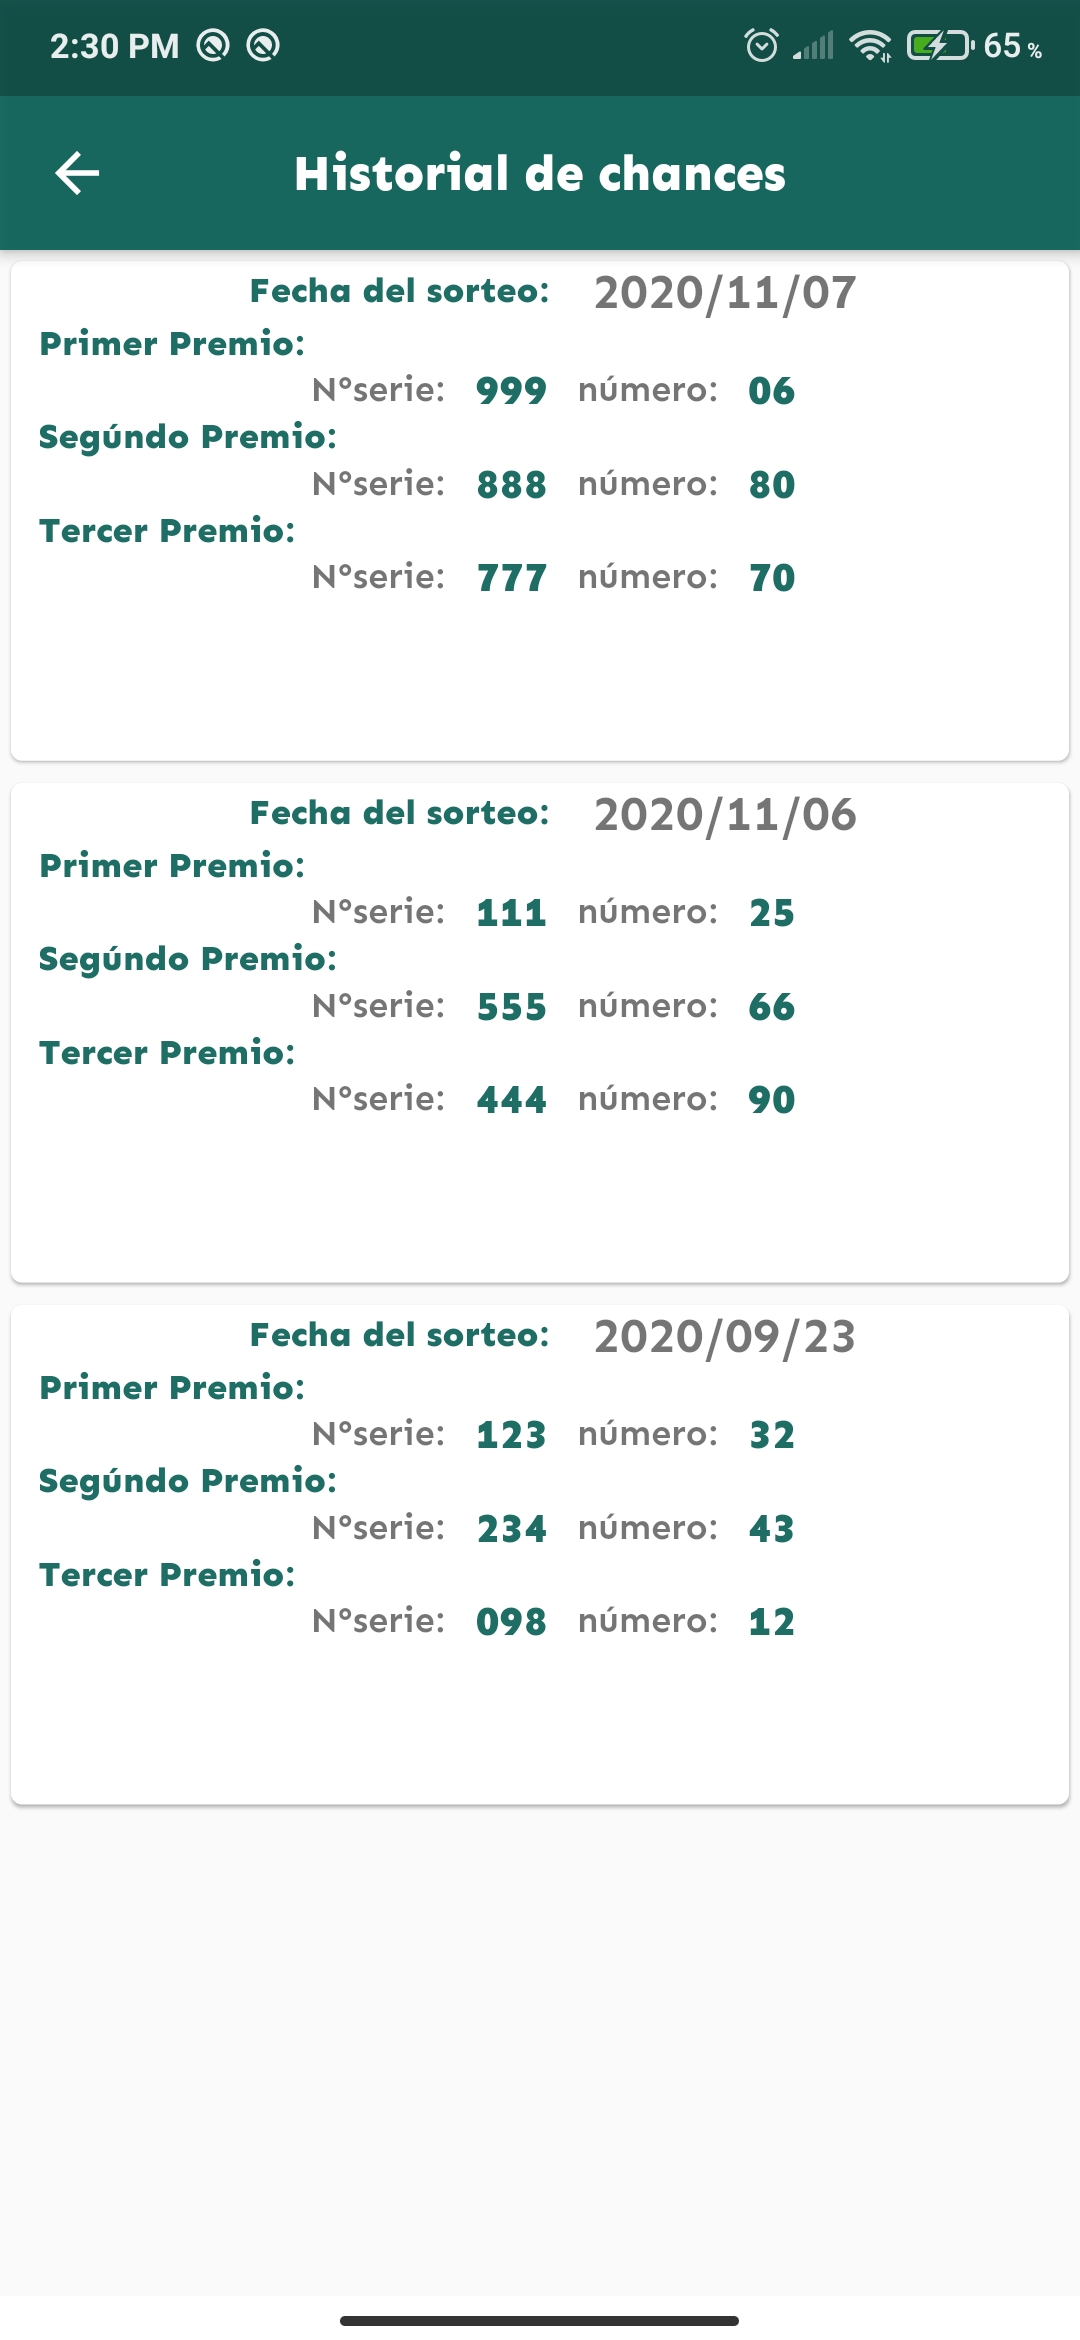 2:30 PM 65 %
Historial de chances
Fecha del sorteo: 2020/11/07
Primer Premio:
N°serie: 999 número: 06
Segúndo Premio:
N°serie: 888 número: 80
Tercer Premio:
N°serie: 777 número: 70
Fecha del sorteo: 2020/11/06
Primer Premio:
N°serie: 111 número: 25
Segúndo Premio:
N°serie: 555 número: 66
Tercer Premio:
N°serie: 444 número: 90
Fecha del sorteo: 2020/09/23
Primer Premio:
N°serie: 123 número: 32
Segúndo Premio:
N°serie: 234 número: 43
Tercer Premio:
N°serie: 098 número: 12